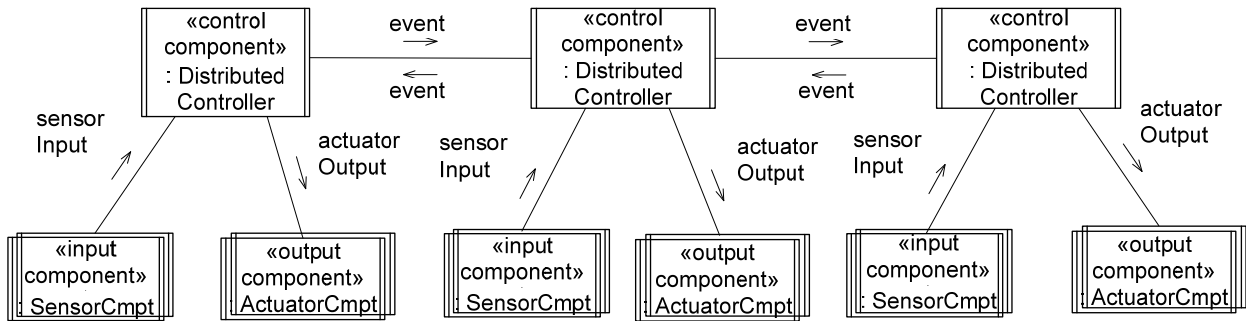 «control
component»
: Distributed
Controller
event
event
«control
component»
: Distributed
Controller
event
event
«control
component»
: Distributed
Controller
sensor
Input
actuator
Output
sensor
Input
actuator
Output
sensor
Input
actuator
Output
«input
component»
: SensorCmpt
«output
component»
: ActuatorCmpt
«input
component»
: SensorCmpt
«output
component»
: ActuatorCmpt
«input
component»
: SensorCmpt
«output
component»
: ActuatorCmpt